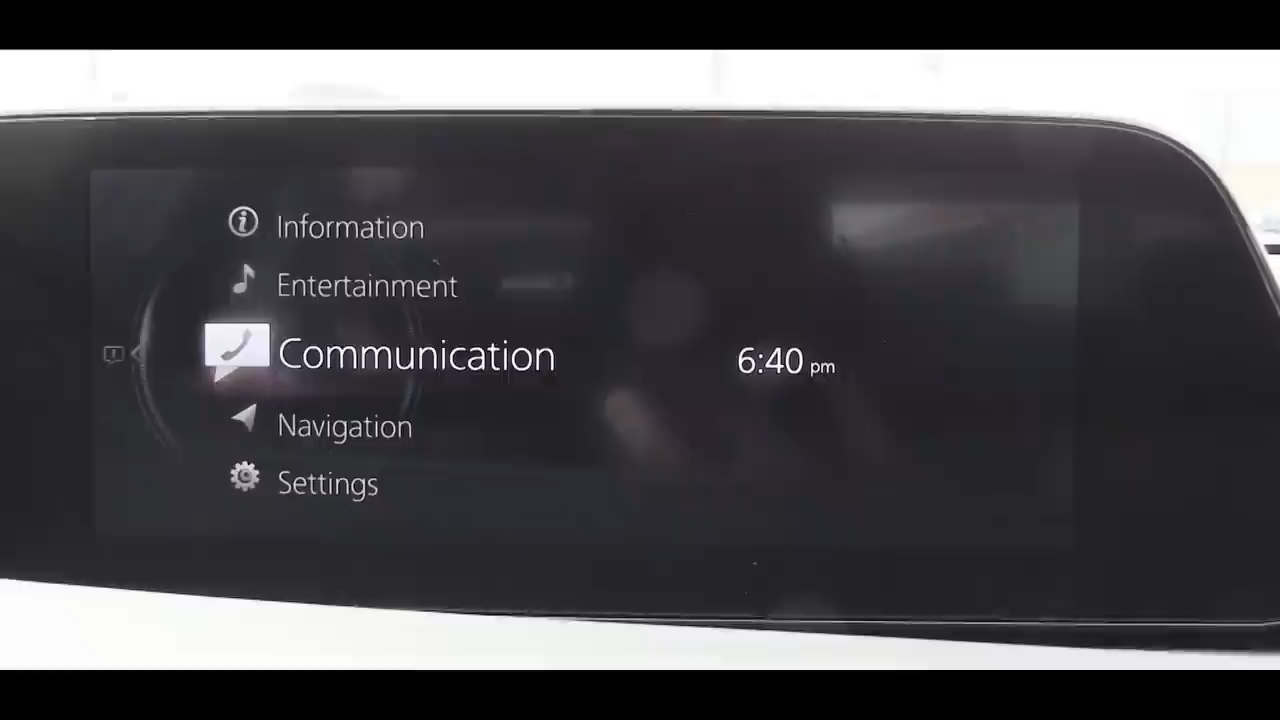 Information
Entertainment
Communication
6:40 pm
Navigation
Settings